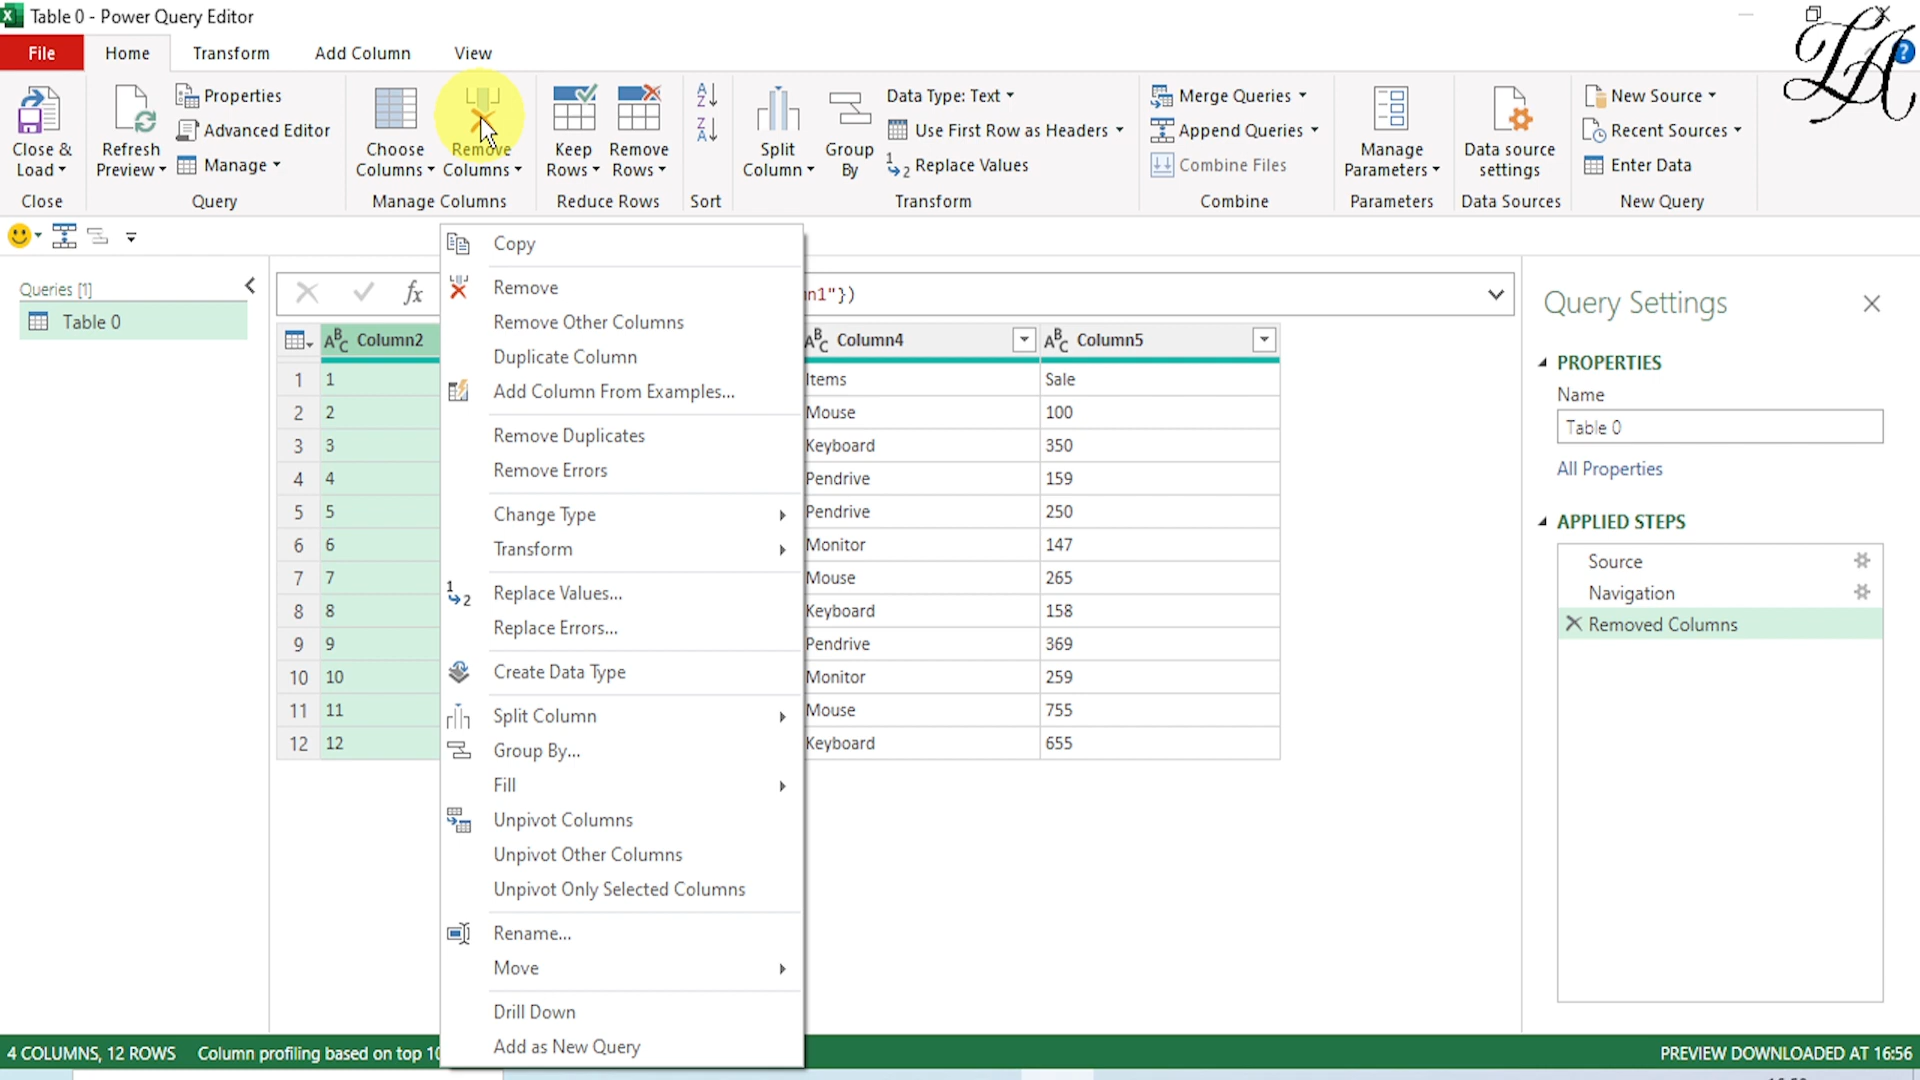 Table 0 - Power Query Editor
File Home Transform Add Column View
Close & Load
Refresh Preview
Properties
Advanced Editor
Manage
Choose Columns
Remove Columns
Keep Rows
Remove Rows
Split Column
Group By
Data Type: Text
Use First Row as Headers
Replace Values
Merge Queries
Append Queries
Combine Files
Manage Parameters
Data source settings
New Source
Recent Sources
Enter Data
Close Query Manage Columns Reduce Rows Sort Transform Combine Parameters Data Sources New Query
LA
Queries [1]
Table 0
fx
n1"})
Column2 Column4 Column5
1 1 Items Sale
2 2 Mouse 100
3 3 Keyboard 350
4 4 Pendrive 159
5 5 Pendrive 250
6 6 Monitor 147
7 7 Mouse 265
8 8 Keyboard 158
9 9 Pendrive 369
10 10 Monitor 259
11 11 Mouse 755
12 12 Keyboard 655
Copy
Remove
Remove Other Columns
Duplicate Column
Add Column From Examples...
Remove Duplicates
Remove Errors
Change Type
Transform
Replace Values...
Replace Errors...
Create Data Type
Split Column
Group By...
Fill
Unpivot Columns
Unpivot Other Columns
Unpivot Only Selected Columns
Rename...
Move
Drill Down
Add as New Query
Query Settings
PROPERTIES
Name
Table 0
All Properties
APPLIED STEPS
Source
Navigation
Removed Columns
4 COLUMNS, 12 ROWS Column profiling based on top 10
PREVIEW DOWNLOADED AT 16:56